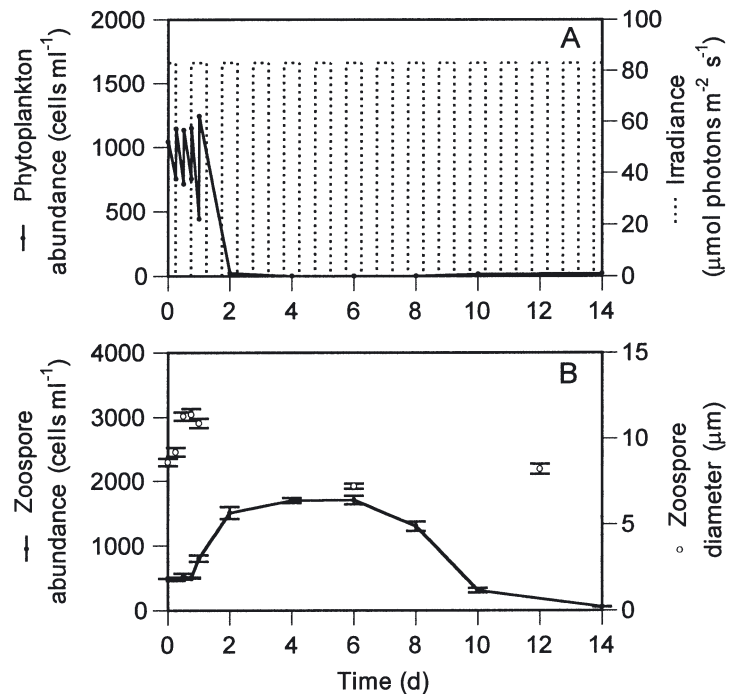 A
Phytoplankton
abundance (cells ml⁻¹)
2000
1500
1000
500
0
100
80
60
40
20
0
Irradiance
(μmol photons m⁻² s⁻¹)
0 2 4 6 8 10 12 14
B
Zoospore
abundance (cells ml⁻¹)
4000
3000
2000
1000
0
15
10
5
0
Zoospore
diameter (μm)
0 2 4 6 8 10 12 14
Time (d)